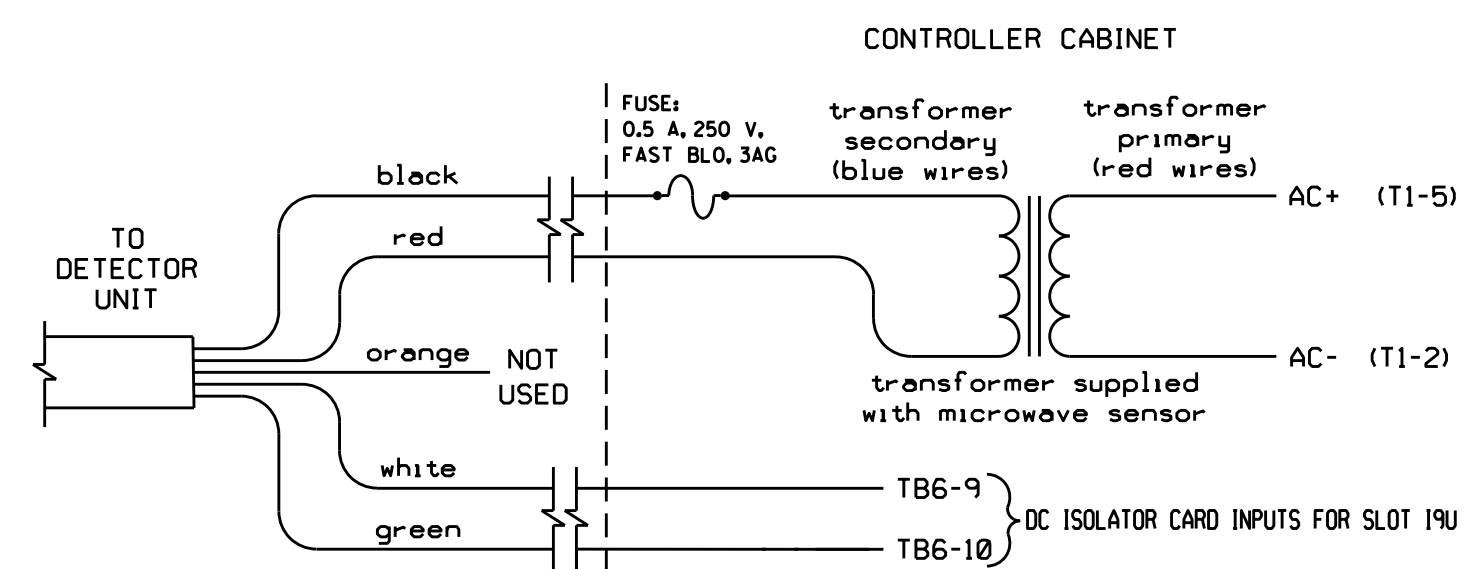 CONTROLLER CABINET
FUSE:
0.5 A, 250 V,
FAST BLO, 3AG
transformer
secondary
(blue wires)
transformer
primary
(red wires)
black
AC+ (T1-5)
red
TO
DETECTOR
UNIT
orange
NOT
USED
AC- (T1-2)
transformer supplied
with microwave sensor
white
TB6-9
DC ISOLATOR CARD INPUTS FOR SLOT I9U
green
TB6-10